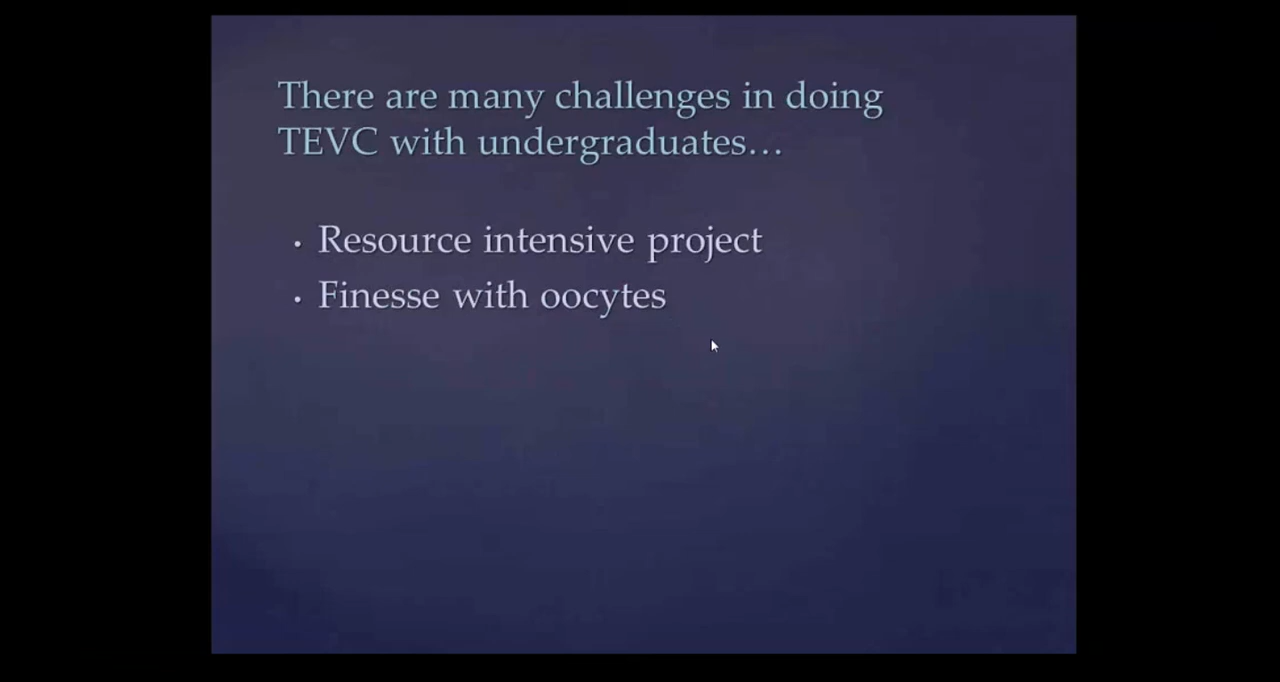 There are many challenges in doing
TEVC with undergraduates…
• Resource intensive project
• Finesse with oocytes